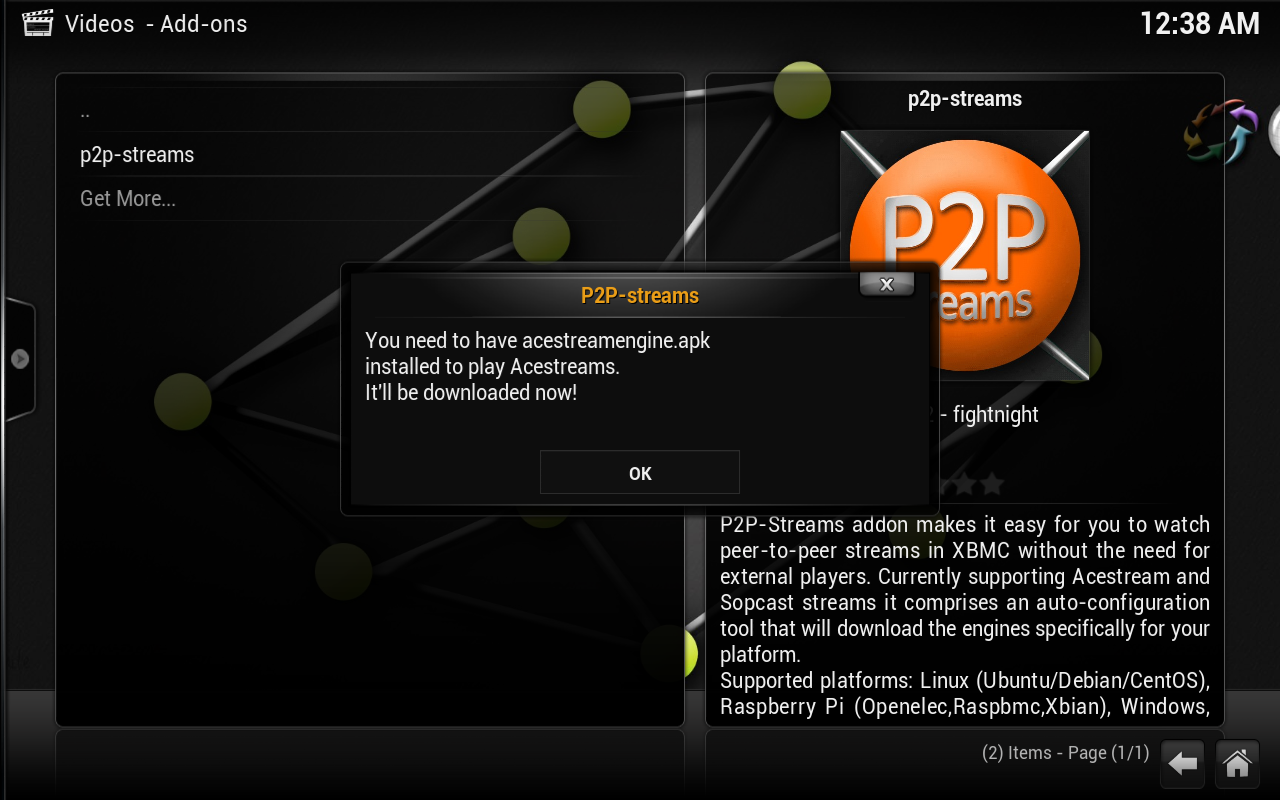 Videos - Add-ons
12:38 AM
..
p2p-streams
Get More...
p2p-streams
P2P
eams
P2P-streams
X
You need to have acestreamengine.apk
installed to play Acestreams.
It'll be downloaded now!
OK
- fightnight
P2P-Streams addon makes it easy for you to watch
peer-to-peer streams in XBMC without the need for
external players. Currently supporting Acestream and
Sopcast streams it comprises an auto-configuration
tool that will download the engines specifically for your
platform.
Supported platforms: Linux (Ubuntu/Debian/CentOS),
Raspberry Pi (Openelec,Raspbmc,Xbian), Windows,
(2) Items - Page (1/1)